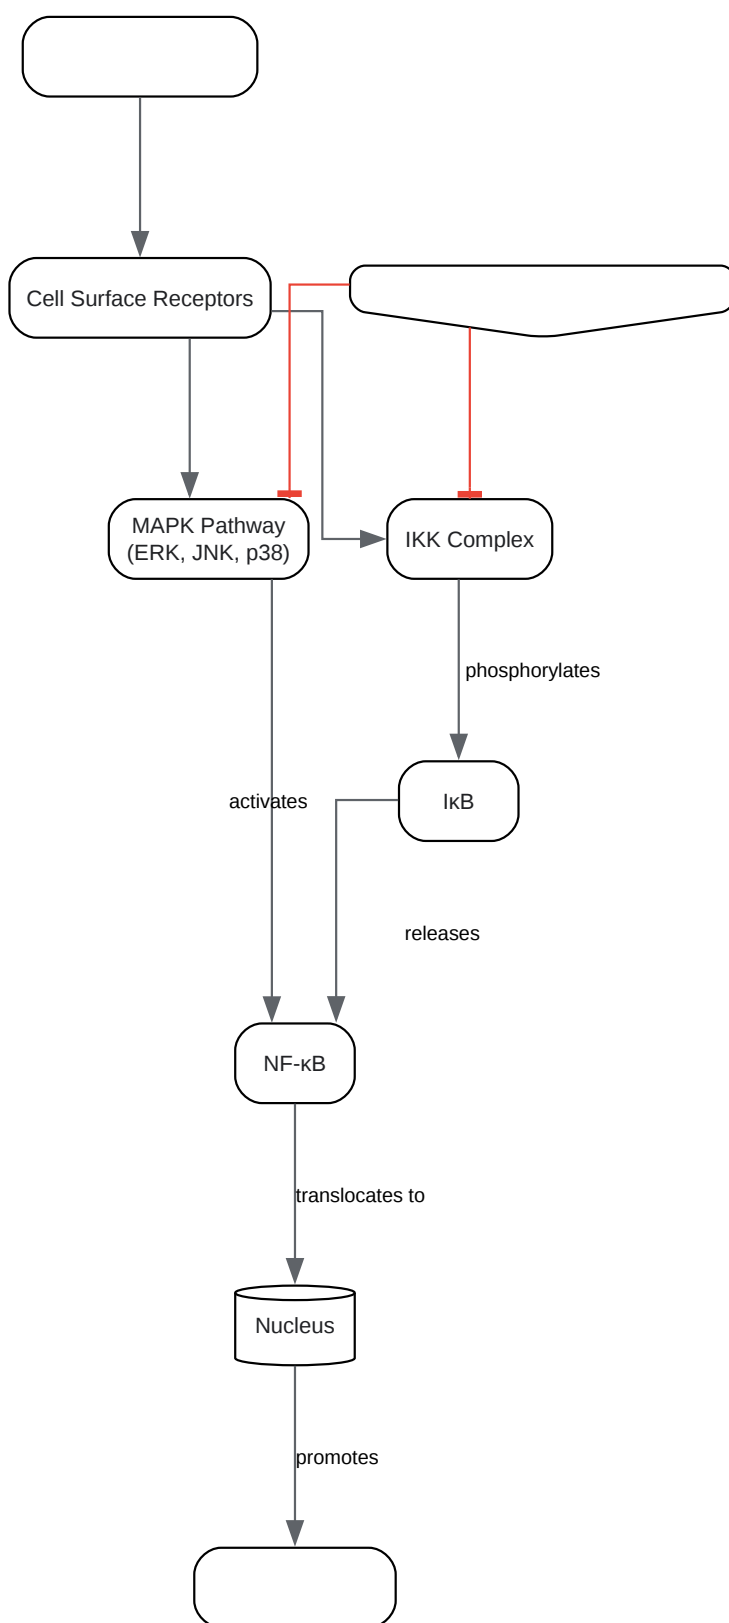 Cell Surface Receptors
MAPK Pathway
(ERK, JNK, p38)
IKK Complex
phosphorylates
activates
IκB
releases
NF-κB
translocates to
Nucleus
promotes